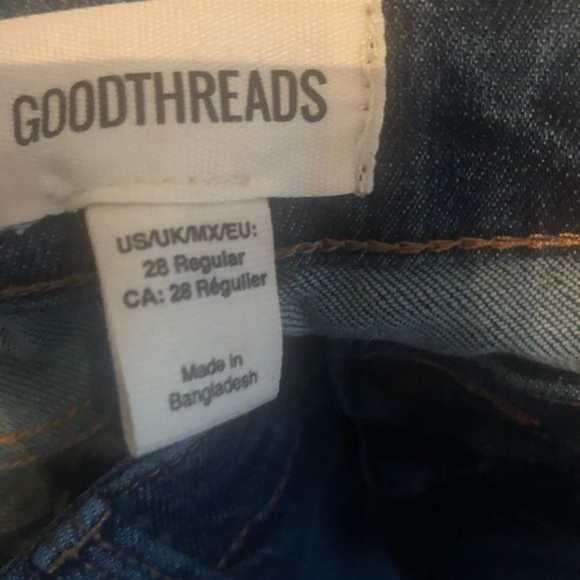 GOODTHREADS
US/UK/MX/EU:
28 Regular
CA: 28 Régulier
Made in
Bangladesh